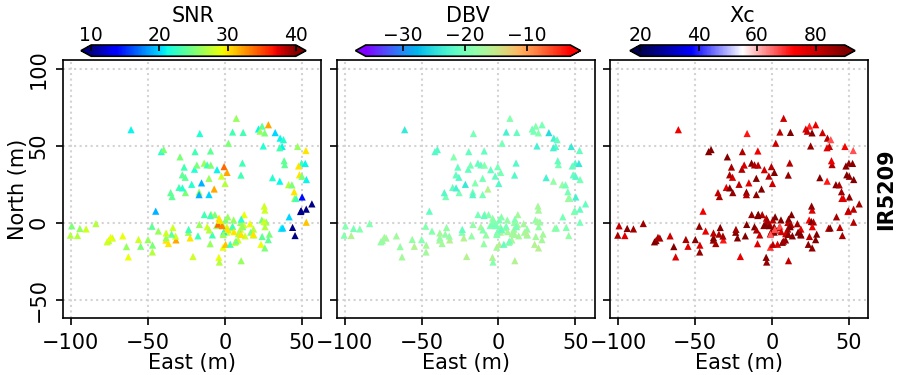 SNR DBV Xc
10 20 30 40 −30 −20 −10 20 40 60 80
100
50
0
−50
North (m)
IR5209
−100 −50 0 50 −100 −50 0 50 −100 −50 0 50
East (m) East (m) East (m)